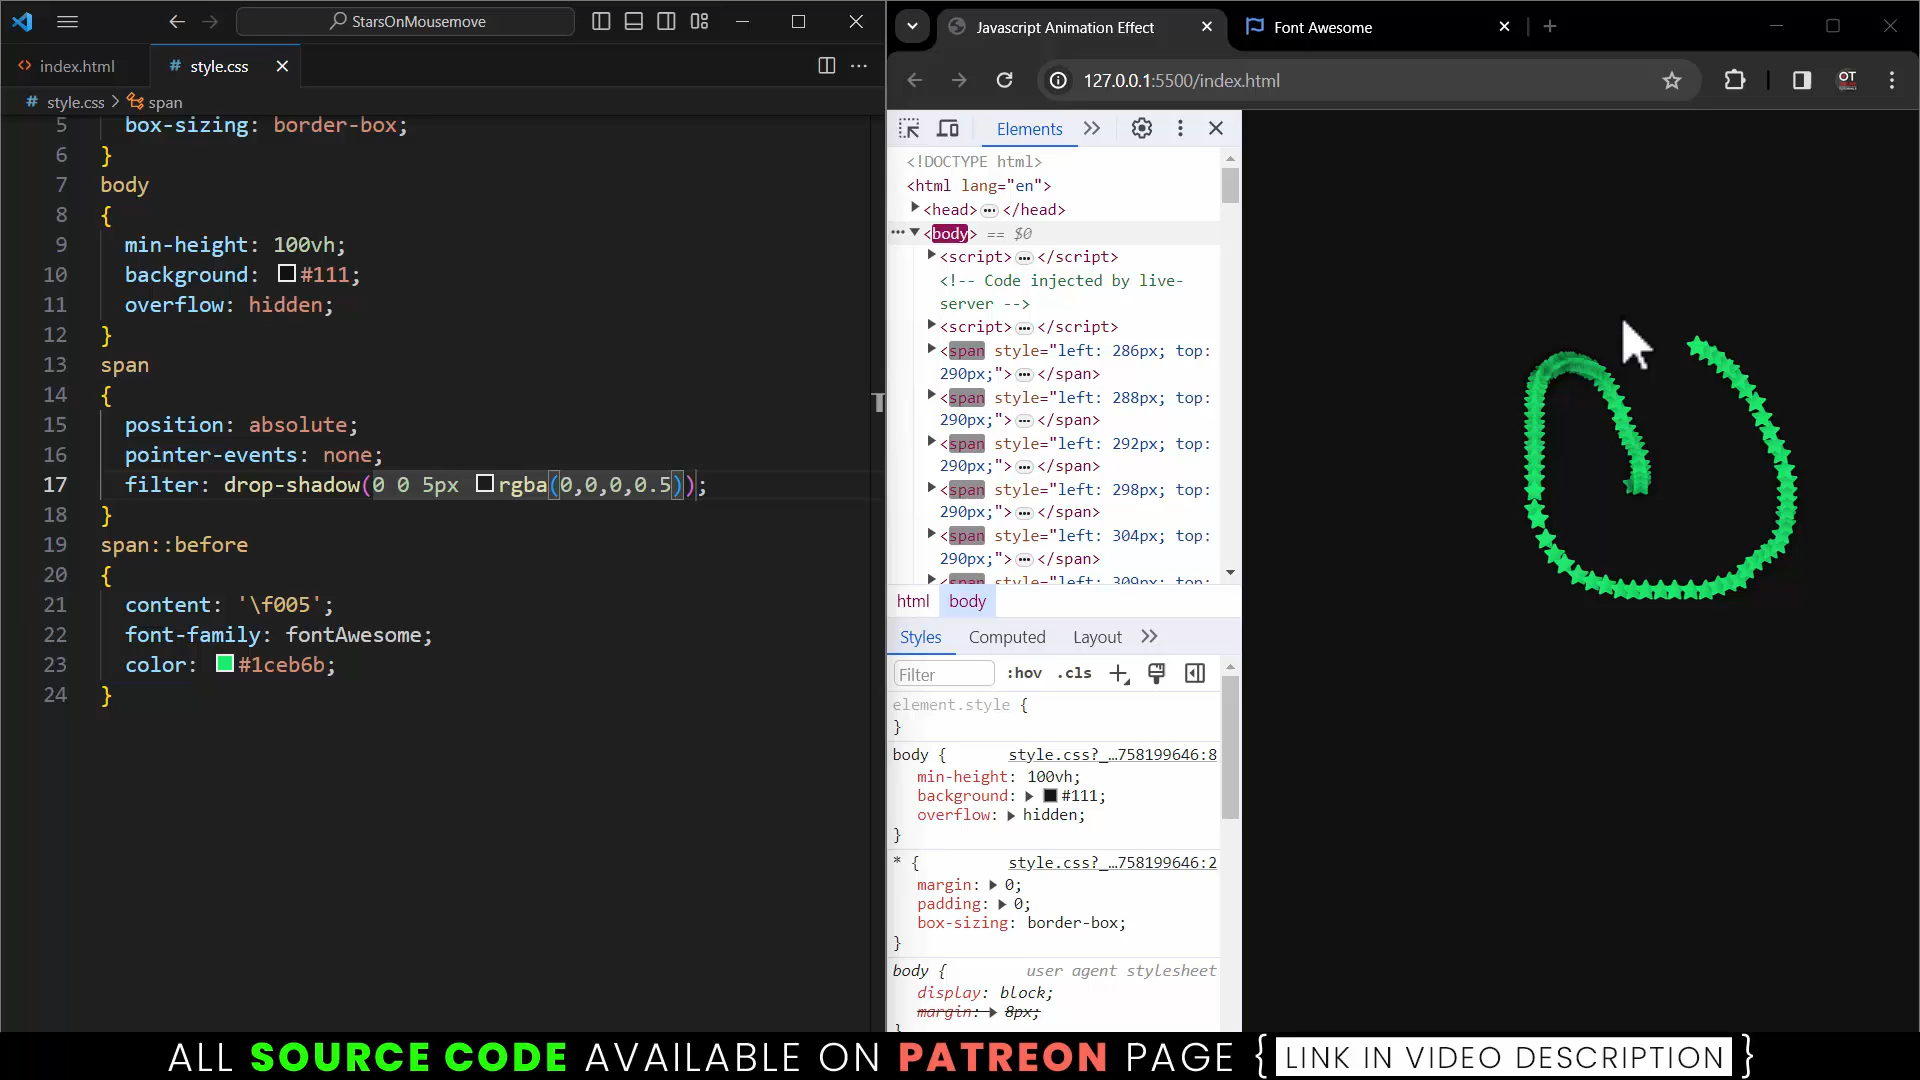 StarsOnMousemove
index.html
# style.css
# style.css > span
5 box-sizing: border-box;
6 }
7 body
8 {
9 min-height: 100vh;
10 background: #111;
11 overflow: hidden;
12 }
13 span
14 {
15 position: absolute;
16 pointer-events: none;
17 filter: drop-shadow(0 0 5px rgba(0,0,0,0.5));
18 }
19 span::before
20 {
21 content: '\f005';
22 font-family: fontAwesome;
23 color: #1ceb6b;
24 }
Javascript Animation Effect
Font Awesome
127.0.0.1:5500/index.html
OT
Elements
<!DOCTYPE html>
<html lang="en">
<head> ••• </head>
••• <body> == $0
<script> ••• </script>
<!-- Code injected by live-
server -->
<script> ••• </script>
<span style="left: 286px; top:
290px;"> ••• </span>
<span style="left: 288px; top:
290px;"> ••• </span>
<span style="left: 292px; top:
290px;"> ••• </span>
<span style="left: 298px; top:
290px;"> ••• </span>
<span style="left: 304px; top:
290px;"> ••• </span>
<span style="left: 309px; top:
html body
Styles Computed Layout
Filter :hov .cls
element.style {
}
body { style.css?_…758199646:8
min-height: 100vh;
background: #111;
overflow: hidden;
}
* { style.css?_…758199646:2
margin: 0;
padding: 0;
box-sizing: border-box;
}
body { user agent stylesheet
display: block;
margin: 8px;
}
ALL SOURCE CODE AVAILABLE ON PATREON PAGE { LINK IN VIDEO DESCRIPTION }